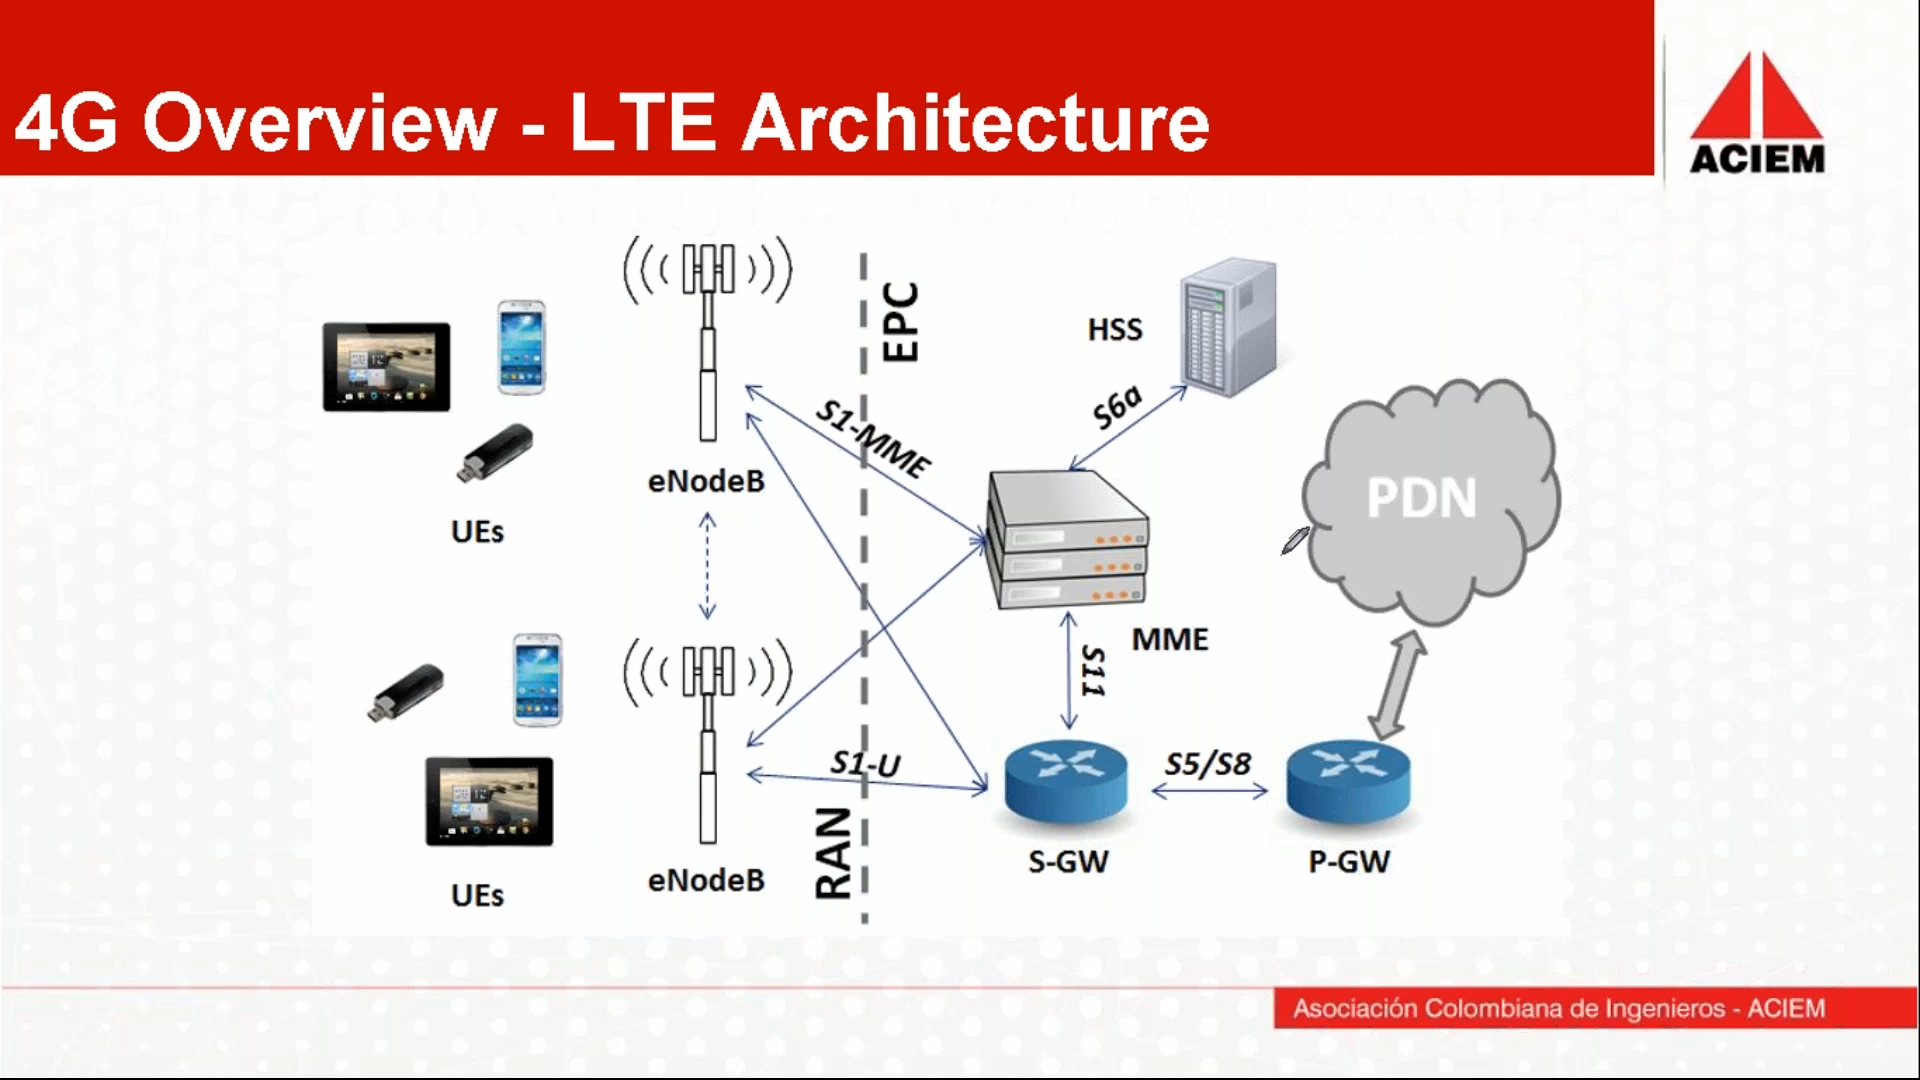 4G Overview - LTE Architecture
ACIEM
EPC
HSS
S6a
S1-MME
PDN
eNodeB
UEs
MME
S11
S1-U
S5/S8
RAN
S-GW
P-GW
eNodeB
UEs
Asociación Colombiana de Ingenieros - ACIEM